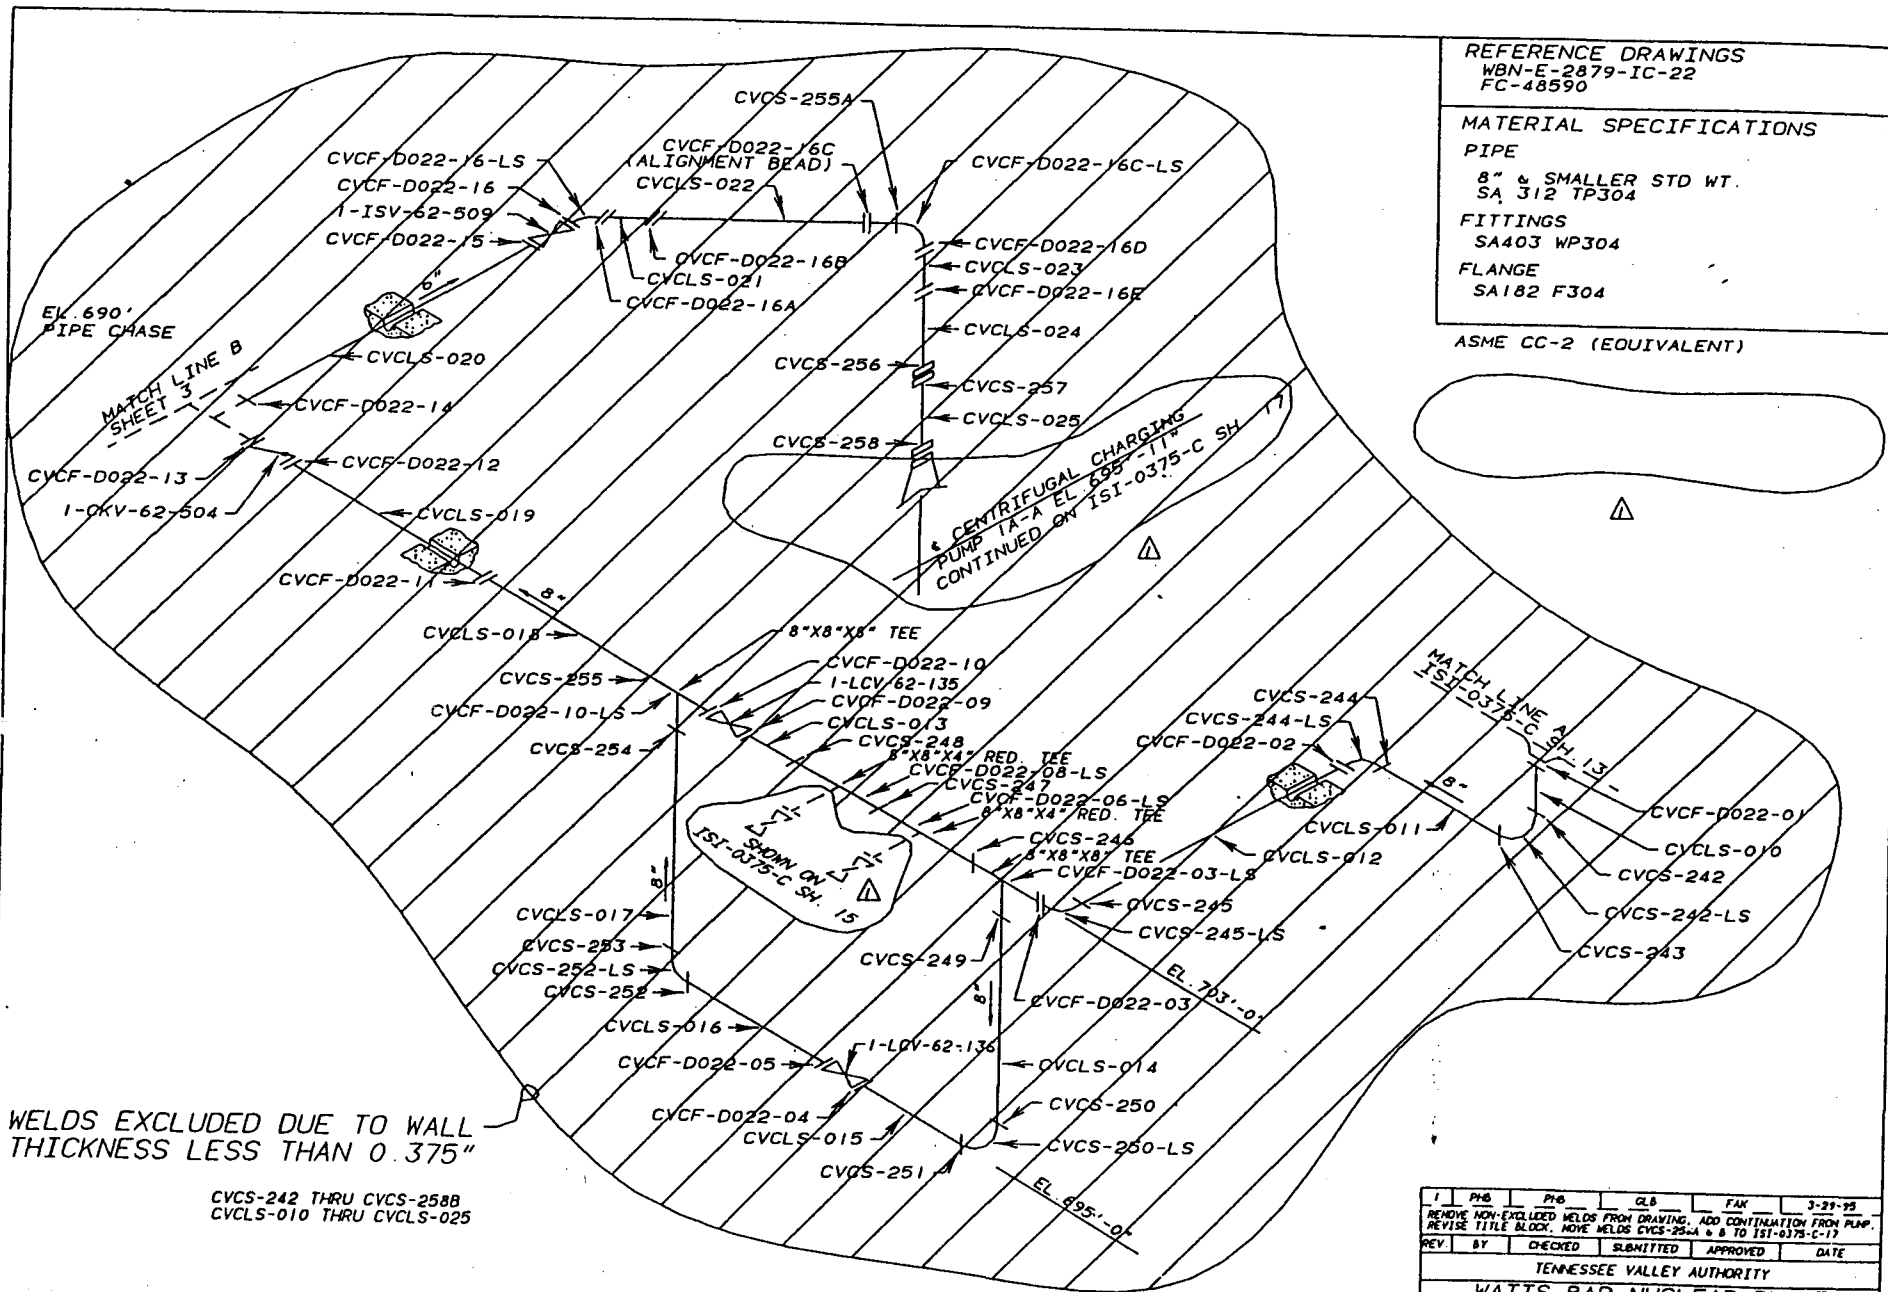 REFERENCE DRAWINGS
WBN-E-2879-IC-22
FC-48590
MATERIAL SPECIFICATIONS
PIPE
8" & SMALLER STD WT.
SA 312 TP304
FITTINGS
SA403 WP304
FLANGE
SA182 F304
ASME CC-2 (EQUIVALENT)
CVCS-255A
CVCF-D022-16C
(ALIGNMENT BEAD)
CVCLS-022
CVCF-D022-16C-LS
CVCF-D022-16-LS
CVCF-D022-16
1-ISV-62-509
CVCF-D022-15
CVCF-D022-16B
CVCLS-021
CVCF-D022-16A
CVCF-D022-16D
CVCLS-023
CVCF-D022-16E
CVCLS-024
6"
EL.690'
PIPE CHASE
CVCLS-020
MATCH LINE B
SHEET 3
CVCF-D022-14
CVCS-256
CVCS-257
CVCLS-025
CVCS-258
CVCF-D022-13
CVCF-D022-12
1-CKV-62-504
CVCLS-019
CENTRIFUGAL CHARGING
PUMP 1A-A EL.695'-11"
CONTINUED ON ISI-0375-C SH 17
1
1
CVCF-D022-11
8"
CVCLS-018
8"X8"X8" TEE
CVCF-D022-10
1-LCV-62-135
CVCF-D022-09
CVCLS-013
CVCS-248
8"X8"X4" RED. TEE
CVCF-D022-08-LS
CVCS-247
CVCF-D022-06-LS
8"X8"X4" RED. TEE
CVCS-246
8"X8"X8" TEE
CVCF-D022-03-LS
CVCS-255
CVCF-D022-10-LS
CVCS-254
CVCS-244
CVCS-244-LS
CVCF-D022-02
MATCH LINE A
ISI-0375-C SH.13
8"
CVCLS-011
CVCLS-012
CVCF-D022-01
CVCLS-010
CVCS-242
CVCS-242-LS
CVCS-243
SHOWN ON
ISI-0375-C SH. 15
1
CVCS-245
CVCS-245-LS
8"
CVCLS-017
CVCS-253
CVCS-252-LS
CVCS-252
CVCS-249
CVCF-D022-03
EL.703'-0"
8"
CVCLS-016
CVCF-D022-05
1-LCV-62-136
CVCLS-014
CVCF-D022-04
CVCLS-015
CVCS-251
CVCS-250
CVCS-250-LS
EL.695'-0"
WELDS EXCLUDED DUE TO WALL
THICKNESS LESS THAN 0.375"
CVCS-242 THRU CVCS-258B
CVCLS-010 THRU CVCLS-025
1 PHB PHB GLB FAK 3-29-95
REMOVE NON-EXCLUDED WELDS FROM DRAWING. ADD CONTINUATION FROM PUMP.
REVISE TITLE BLOCK. MOVE WELDS & B TO ISI-0375-C-17
REV. BY CHECKED SUBMITTED APPROVED DATE
TENNESSEE VALLEY AUTHORITY
WATTS BAR NUCLEAR